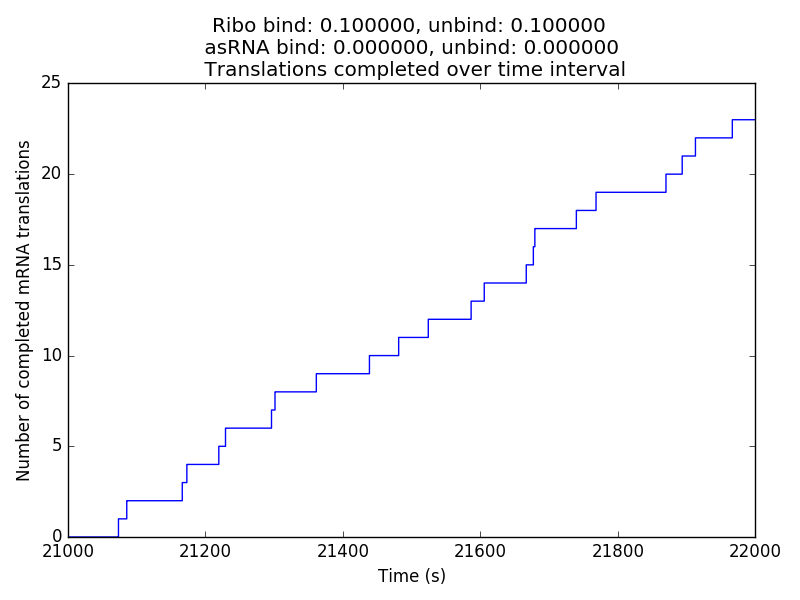 Ribo bind: 0.100000, unbind: 0.100000
asRNA bind: 0.000000, unbind: 0.000000
Translations completed over time interval
25
20
15
10
5
0
Number of completed mRNA translations
21000 21200 21400 21600 21800 22000
Time (s)